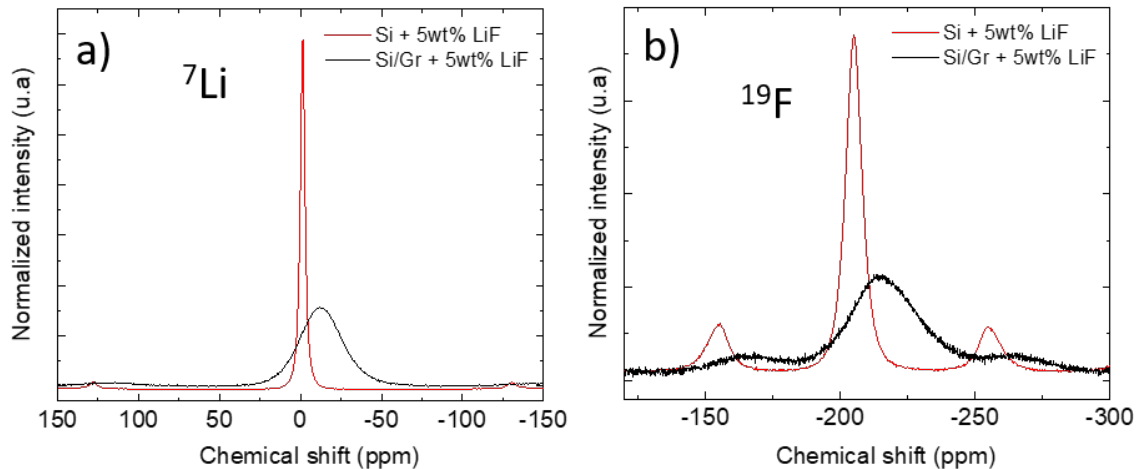 a)
⁷Li
Si + 5wt% LiF
Si/Gr + 5wt% LiF
Normalized intensity (u.a)
150 100 50 0 -50 -100 -150
Chemical shift (ppm)
b)
¹⁹F
Si + 5wt% LiF
Si/Gr + 5wt% LiF
Normalized intensity (u.a)
-150 -200 -250 -300
Chemical shift (ppm)